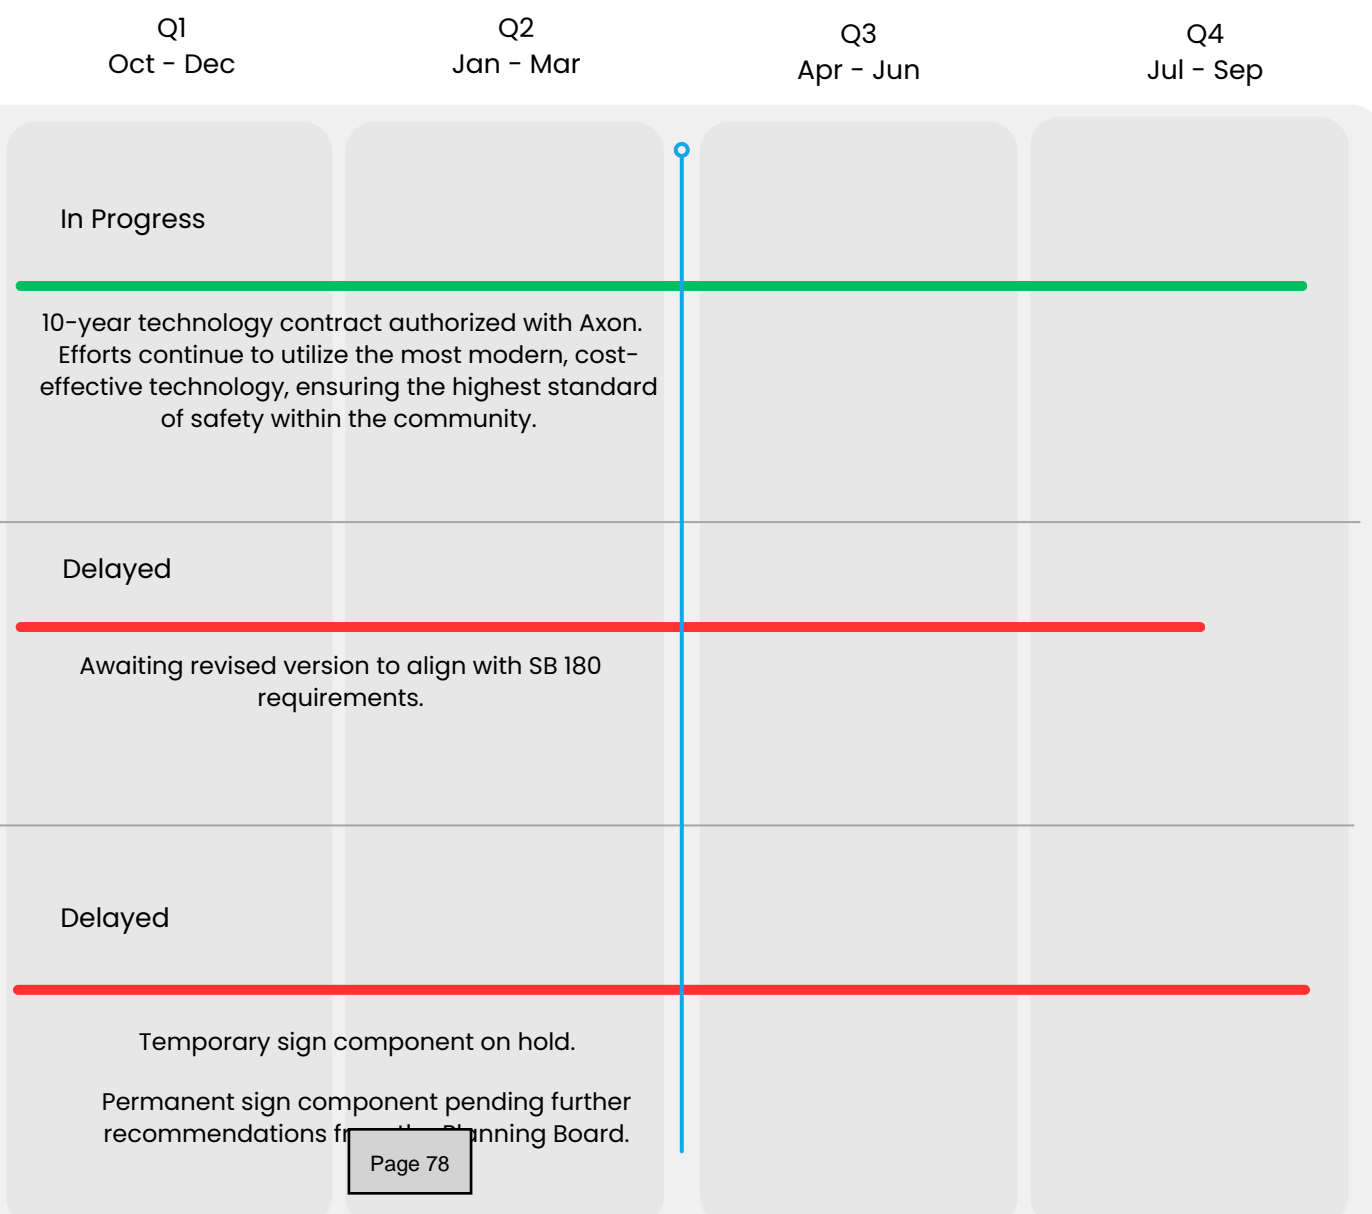 Q1
Oct - Dec
Q2
Jan - Mar
Q3
Apr - Jun
Q4
Jul - Sep
In Progress
10-year technology contract authorized with Axon.
Efforts continue to utilize the most modern, cost-
effective technology, ensuring the highest standard
of safety within the community.
Delayed
Awaiting revised version to align with SB 180
requirements.
Delayed
Temporary sign component on hold.
Permanent sign component pending further
recommendations from the Planning Board.
Page 78